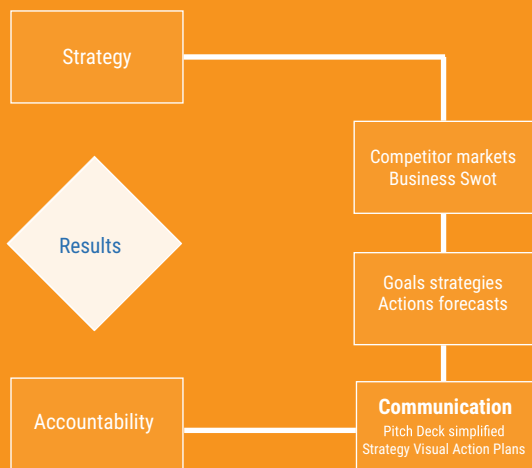 Strategy
Competitor markets
Business Swot
Results
Goals strategies
Actions forecasts
Accountability
Communication
Pitch Deck simplified
Strategy Visual Action Plans